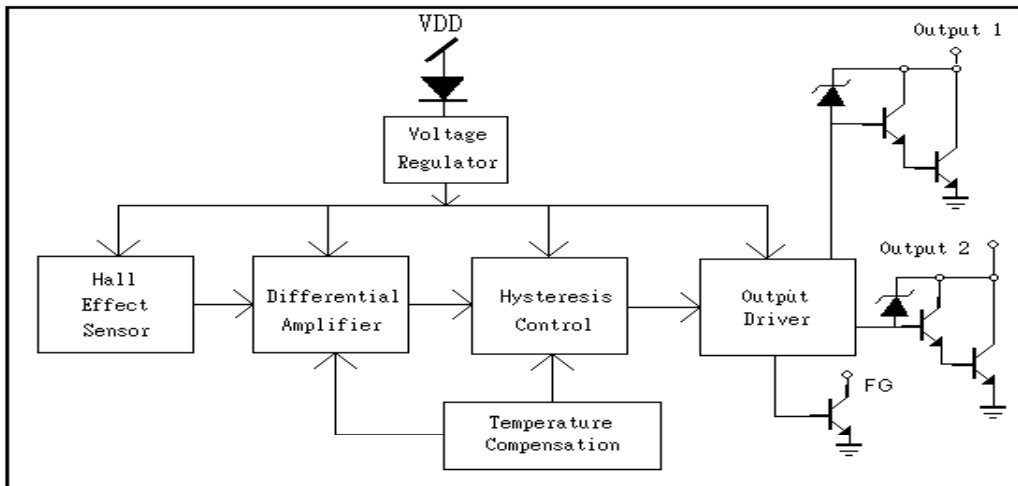 VDD
Output 1
Voltage
Regulator
Output 2
Hall
Effect
Sensor
Differential
Amplifier
Hysteresis
Control
Output
Driver
FG
Temperature
Compensation